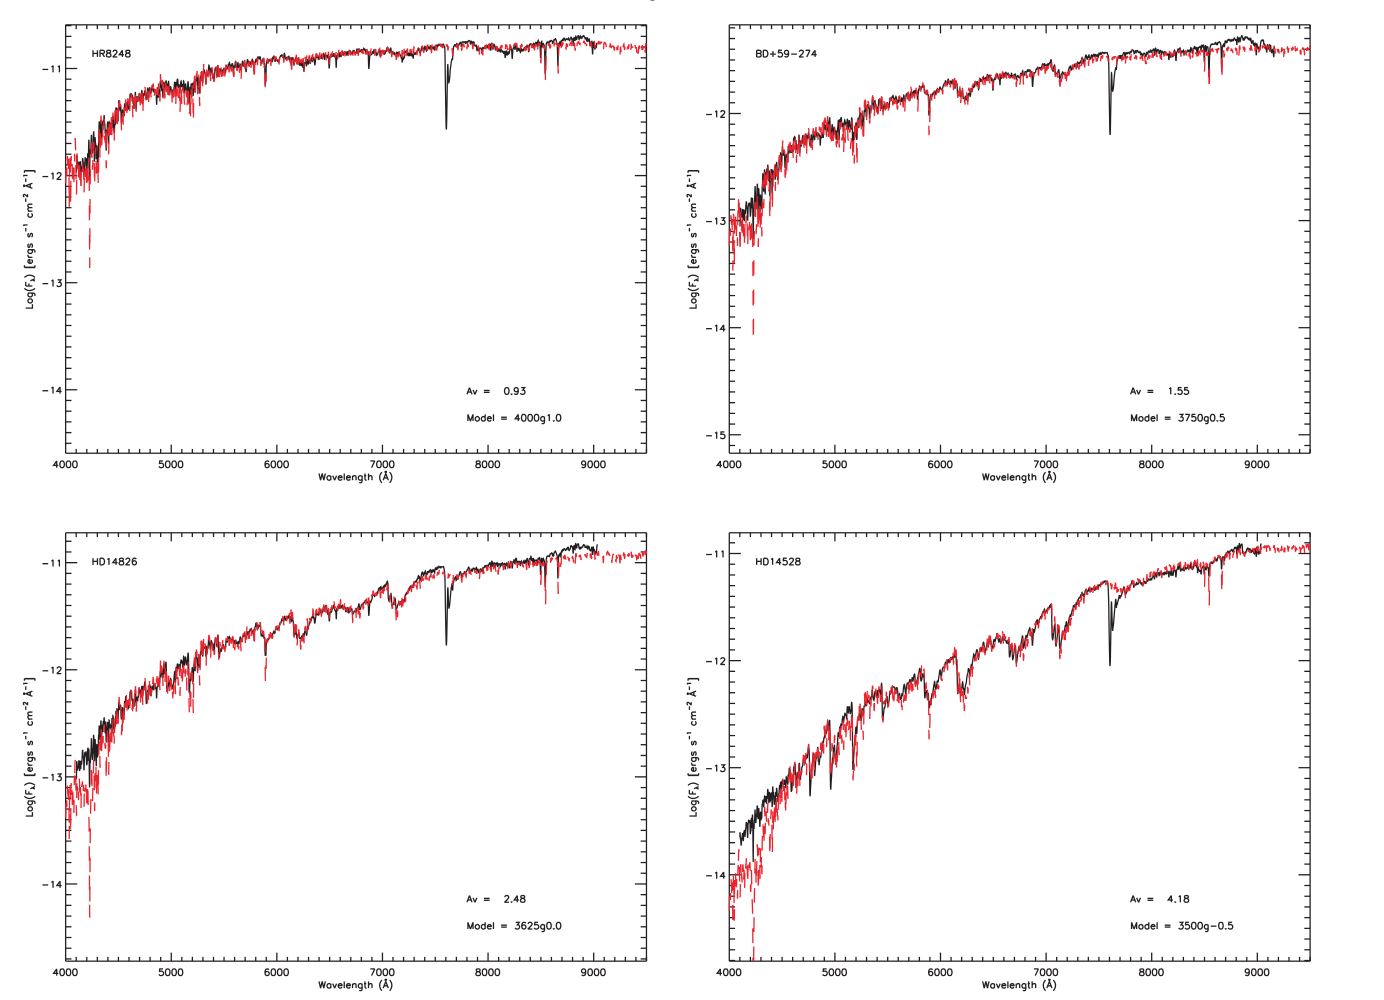 HR8248
−11
−12
−13
−14
Log(Fλ) [ergs s⁻¹ cm⁻² Å⁻¹]
Av = 0.93
Model = 4000g1.0
4000 5000 6000 7000 8000 9000
Wavelength (Å)
BD+59−274
−12
−13
−14
−15
Log(Fλ) [ergs s⁻¹ cm⁻² Å⁻¹]
Av = 1.55
Model = 3750g0.5
4000 5000 6000 7000 8000 9000
Wavelength (Å)
HD14826
−11
−12
−13
−14
Log(Fλ) [ergs s⁻¹ cm⁻² Å⁻¹]
Av = 2.48
Model = 3625g0.0
4000 5000 6000 7000 8000 9000
Wavelength (Å)
HD14528
−11
−12
−13
−14
Log(Fλ) [ergs s⁻¹ cm⁻² Å⁻¹]
Av = 4.18
Model = 3500g−0.5
4000 5000 6000 7000 8000 9000
Wavelength (Å)